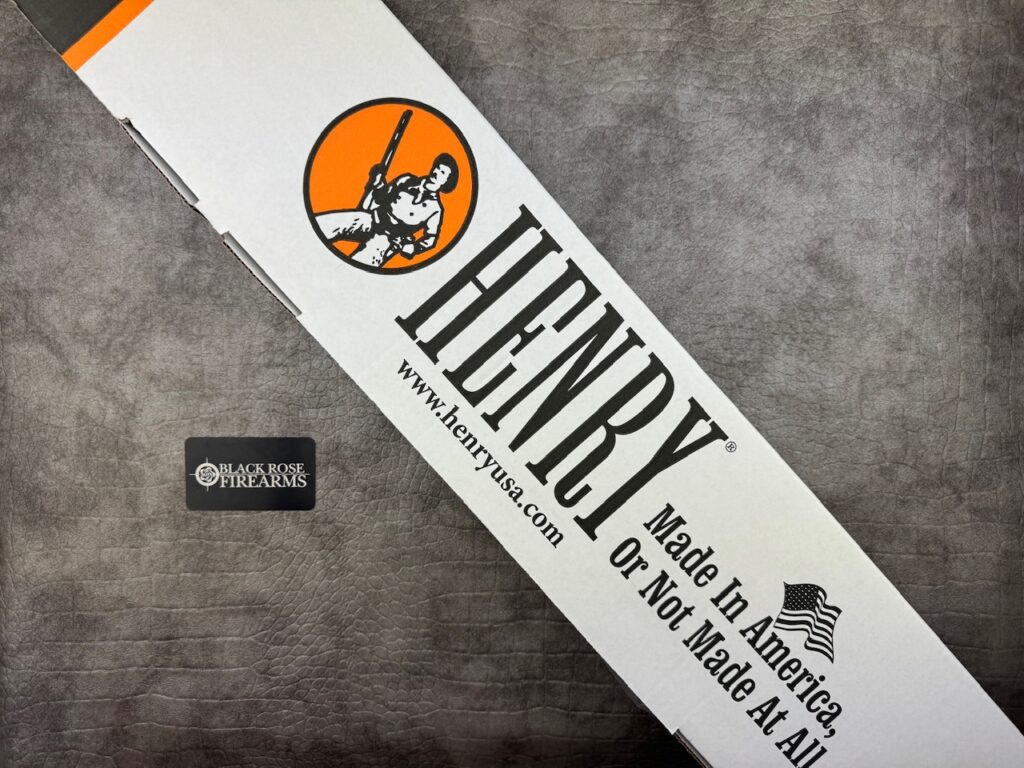 HENRY®
www.henryusa.com
Made In America,
Or Not Made At All
BLACK ROSE
FIREARMS